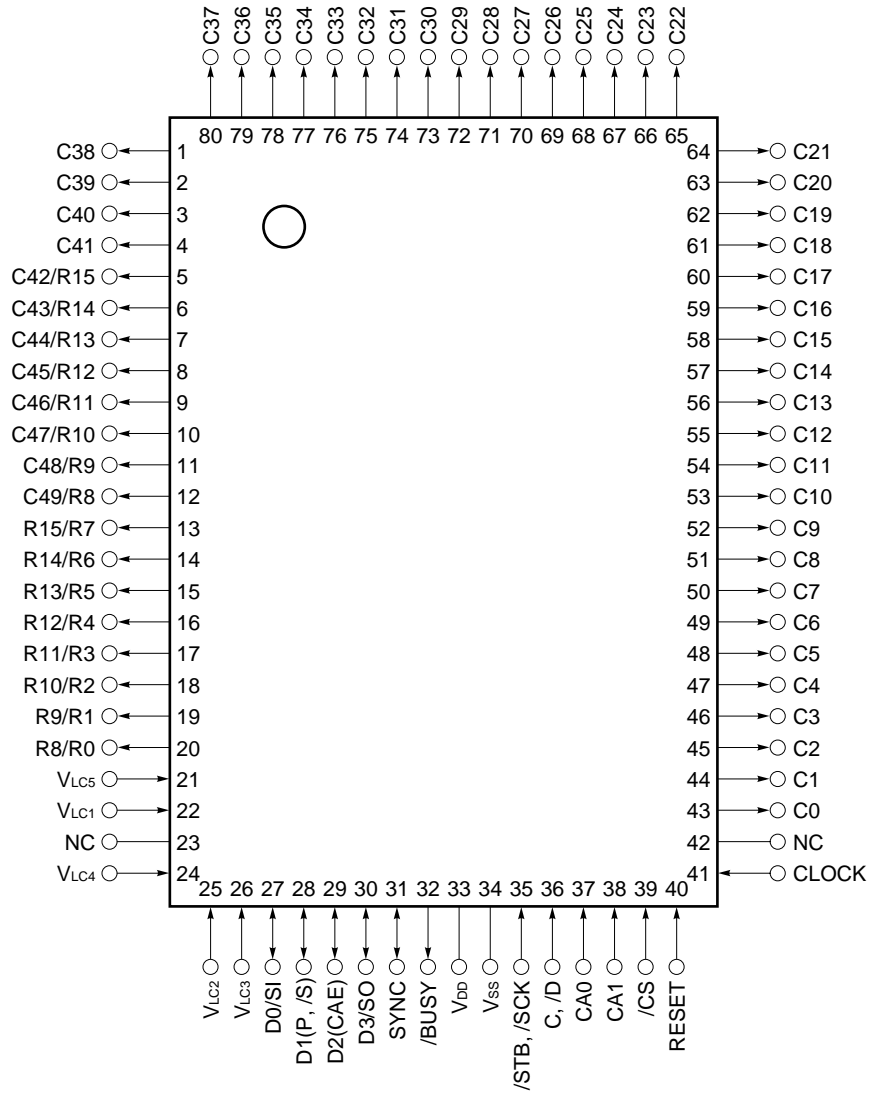 C37 C36 C35 C34 C33 C32 C31 C30 C29 C28 C27 C26 C25 C24 C23 C22
80 79 78 77 76 75 74 73 72 71 70 69 68 67 66 65
C38 1 64 C21
C39 2 63 C20
C40 3 62 C19
C41 4 61 C18
C42/R15 5 60 C17
C43/R14 6 59 C16
C44/R13 7 58 C15
C45/R12 8 57 C14
C46/R11 9 56 C13
C47/R10 10 55 C12
C48/R9 11 54 C11
C49/R8 12 53 C10
R15/R7 13 52 C9
R14/R6 14 51 C8
R13/R5 15 50 C7
R12/R4 16 49 C6
R11/R3 17 48 C5
R10/R2 18 47 C4
R9/R1 19 46 C3
R8/R0 20 45 C2
VLC5 21 44 C1
VLC1 22 43 C0
NC 23 42 NC
VLC4 24 41 CLOCK
25 26 27 28 29 30 31 32 33 34 35 36 37 38 39 40
VLC2 VLC3 D0/SI D1(P, /S) D2(CAE) D3/SO SYNC /BUSY VDD VSS /STB, /SCK C, /D CA0 CA1 /CS RESET